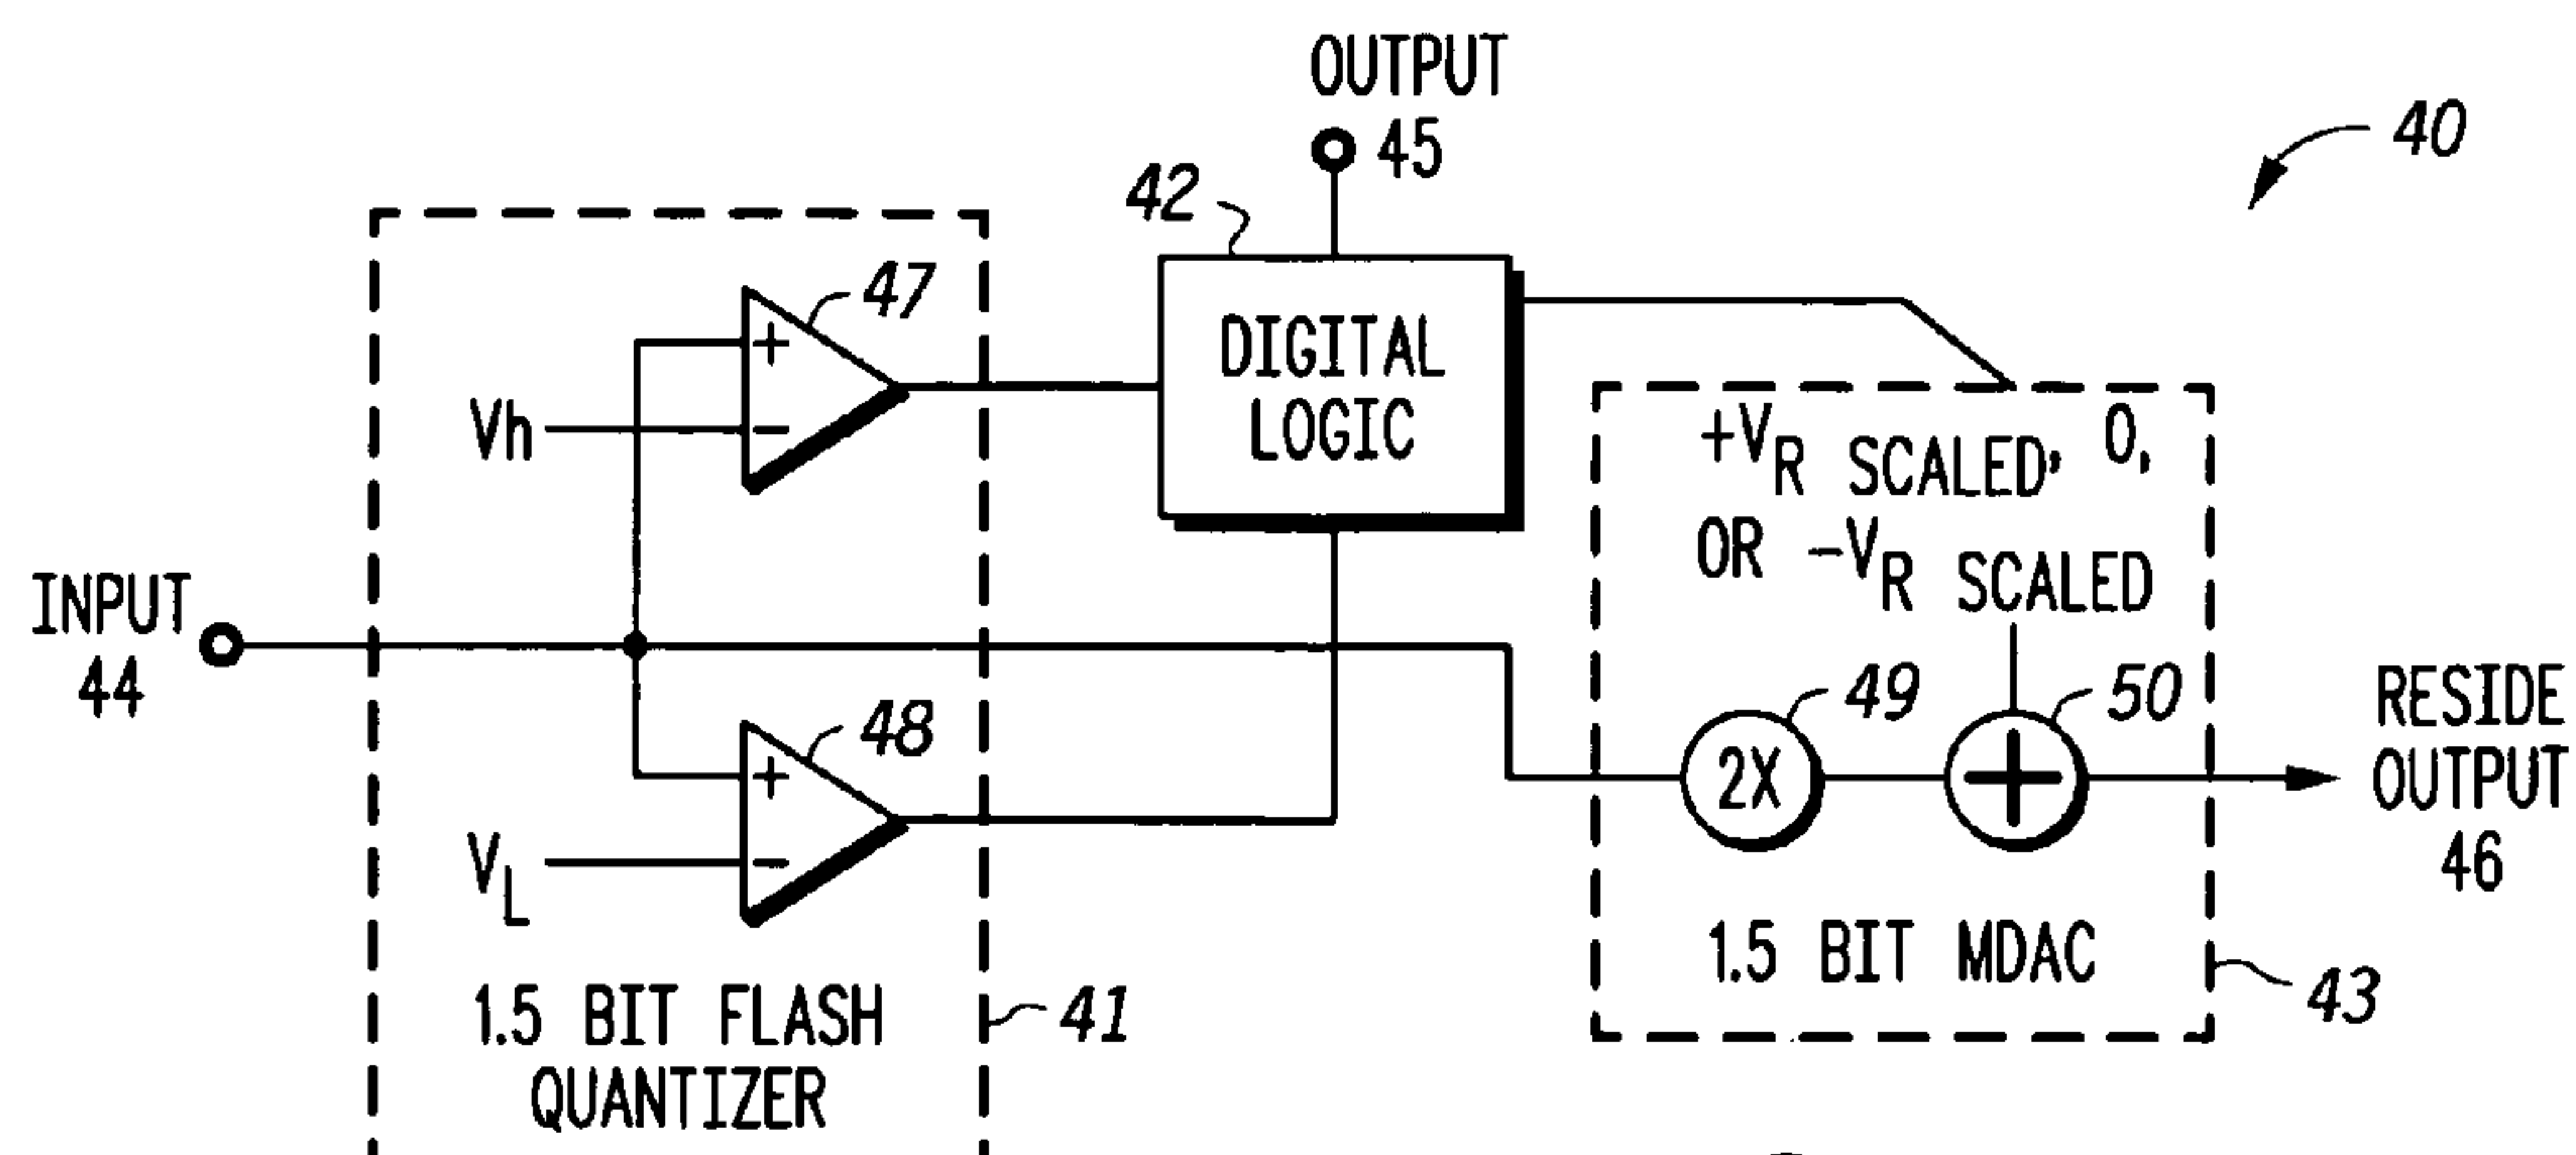 OUTPUT
45
40
42
47
+
Vh
−
DIGITAL
LOGIC
+VR SCALED, 0,
OR −VR SCALED
INPUT
44
48
+
VL
−
49
2X
50
+
RESIDE
OUTPUT
46
1.5 BIT MDAC
43
1.5 BIT FLASH
QUANTIZER
41